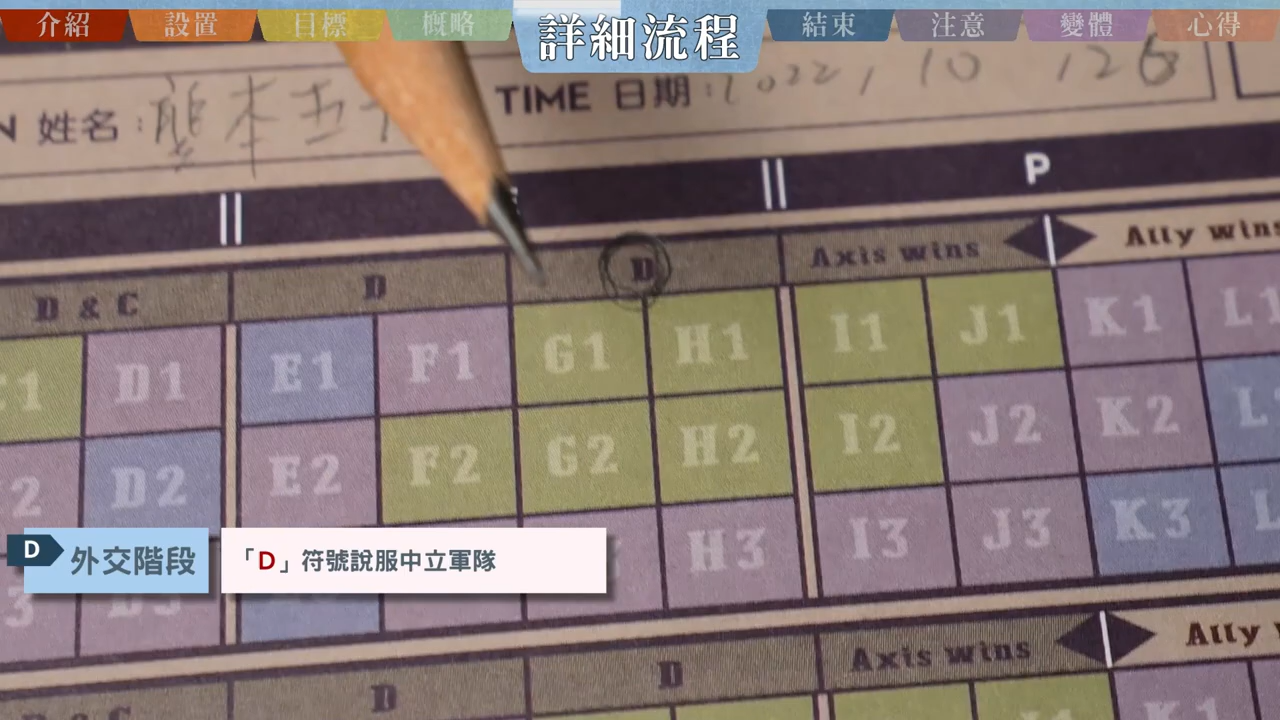 介紹 設置 目標 概略 詳細流程 結束 注意 變體 心得
N 姓名： TIME 日期：2022, 10 126
P
D & C D D Axis wins Ally wins
D1 E1 F1 G1 H1 I1 J1 K1 L1
D2 E2 F2 G2 H2 I2 J2 K2
H3 I3 J3 K3
D 外交階段 「D」符號說服中立軍隊
D D Axis wins Ally